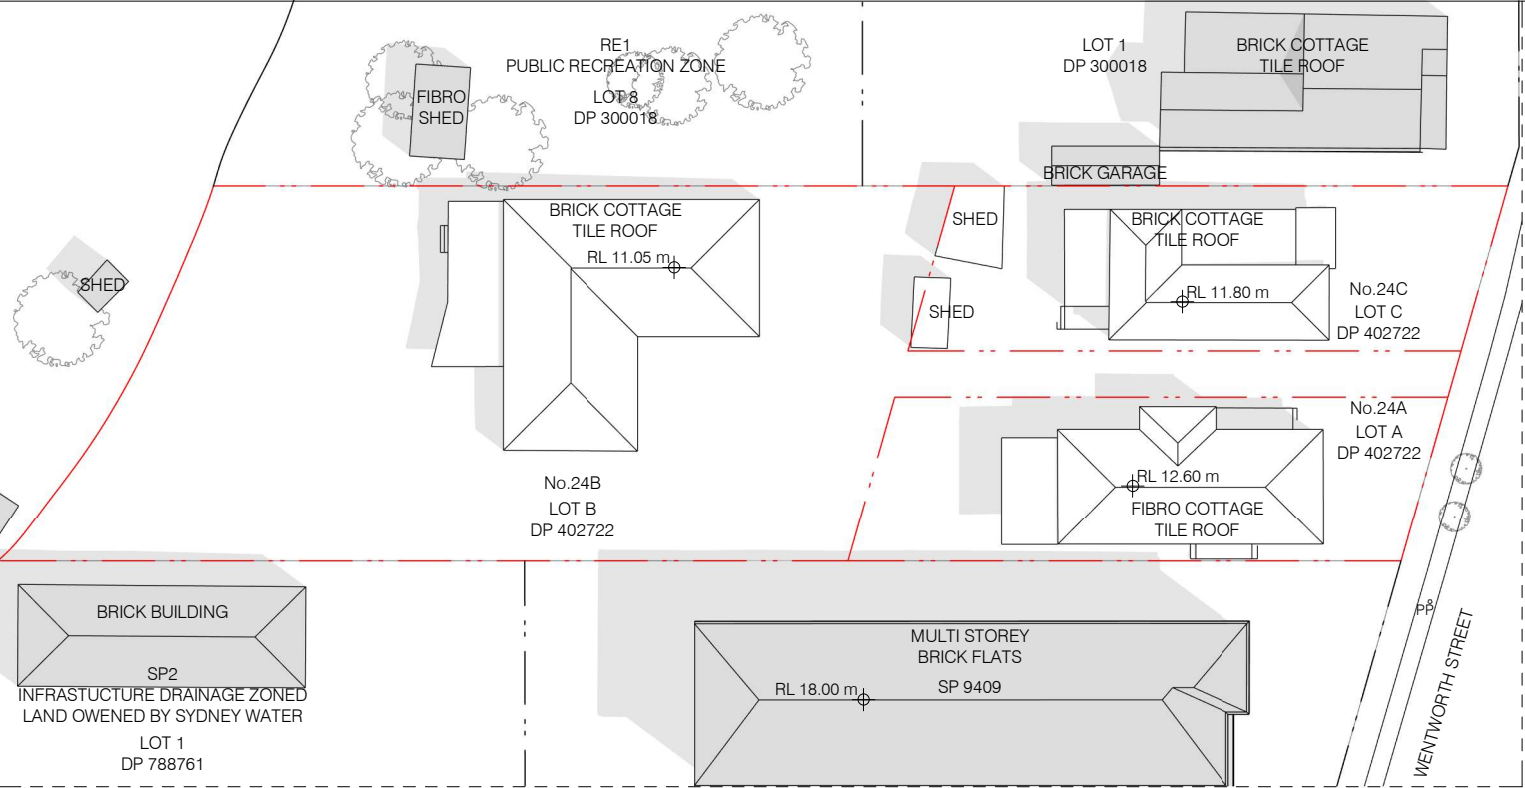 RE1
PUBLIC RECREATION ZONE
LOT 8
DP 300018
FIBRO
SHED
LOT 1
DP 300018
BRICK COTTAGE
TILE ROOF
BRICK GARAGE
BRICK COTTAGE
TILE ROOF
RL 11.05 m
SHED
SHED
BRICK COTTAGE
TILE ROOF
RL 11.80 m
No.24C
LOT C
DP 402722
SHED
No.24A
LOT A
DP 402722
RL 12.60 m
FIBRO COTTAGE
TILE ROOF
No.24B
LOT B
DP 402722
BRICK BUILDING
SP2
INFRASTUCTURE DRAINAGE ZONED
LAND OWENED BY SYDNEY WATER
LOT 1
DP 788761
MULTI STOREY
BRICK FLATS
RL 18.00 m
SP 9409
PP
WENTWORTH STREET